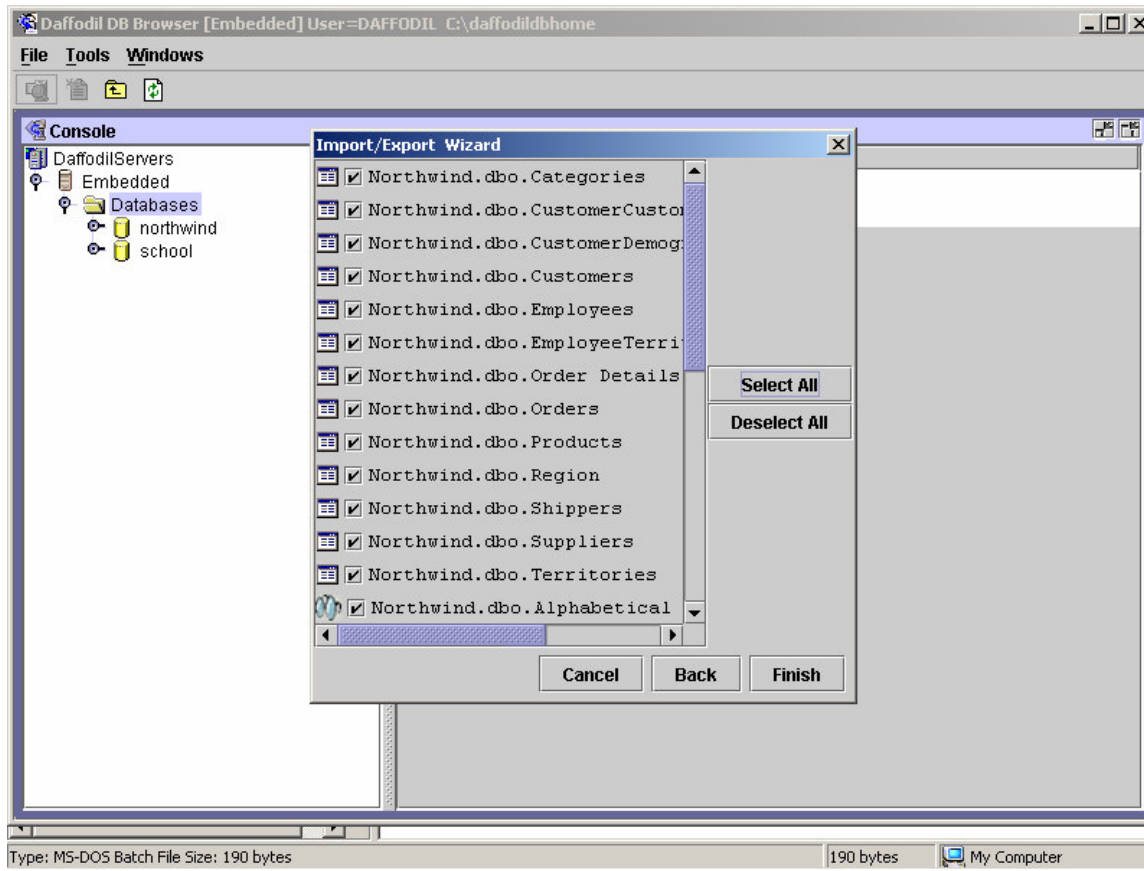 Daffodil DB Browser [Embedded] User=DAFFODIL C:\daffodildbhome
File Tools Windows
Console
DaffodilServers
Embedded
Databases
northwind
school
Import/Export Wizard
Northwind.dbo.Categories
Northwind.dbo.CustomerCustom
Northwind.dbo.CustomerDemog
Northwind.dbo.Customers
Northwind.dbo.Employees
Northwind.dbo.EmployeeTerri
Northwind.dbo.Order Details
Northwind.dbo.Orders
Northwind.dbo.Products
Northwind.dbo.Region
Northwind.dbo.Shippers
Northwind.dbo.Suppliers
Northwind.dbo.Territories
Northwind.dbo.Alphabetical
Select All
Deselect All
Cancel Back Finish
Type: MS-DOS Batch File Size: 190 bytes 190 bytes My Computer